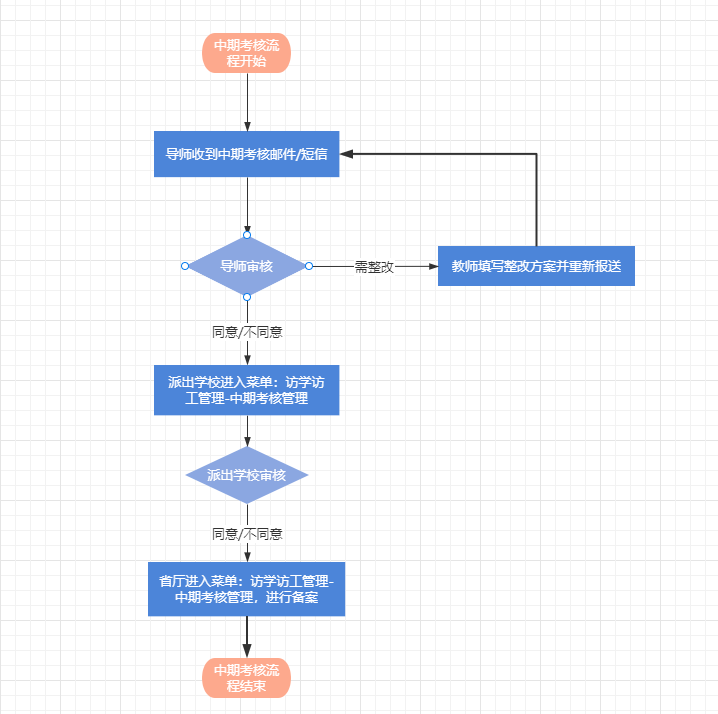 中期考核流
程开始
导师收到中期考核邮件/短信
导师审核
需整改
教师填写整改方案并重新报送
同意/不同意
派出学校进入菜单：访学访
工管理-中期考核管理
派出学校审核
同意/不同意
省厅进入菜单：访学访工管理-
中期考核管理，进行备案
中期考核流
程结束